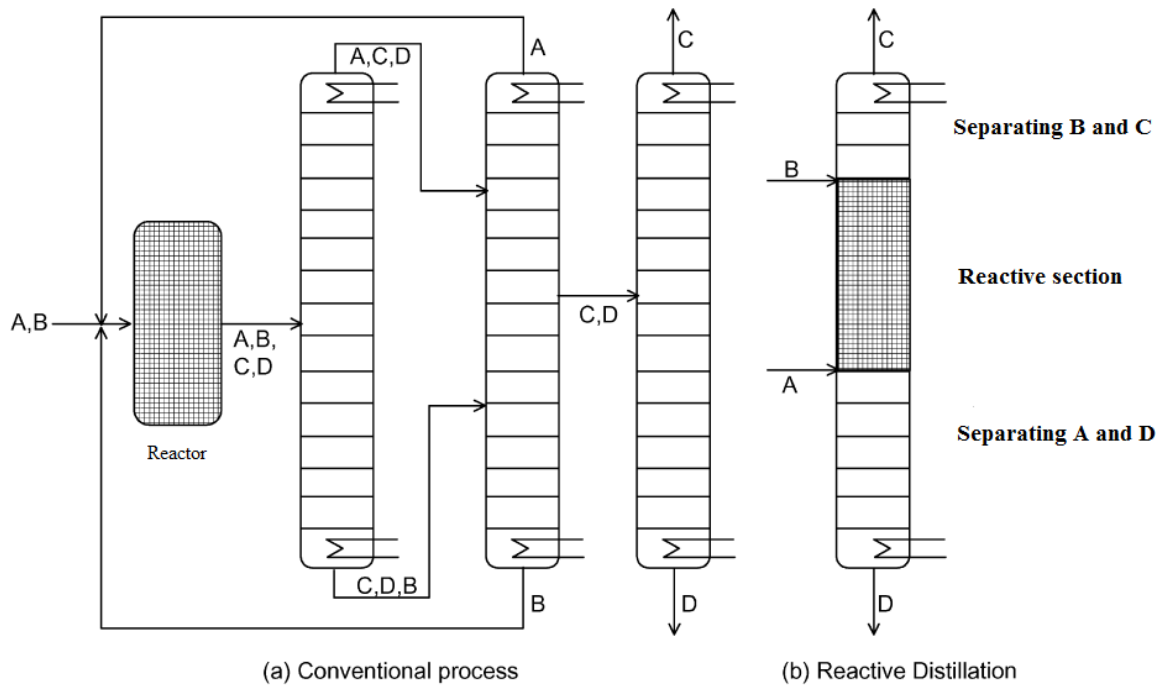 A,C,D
A
C
C
Separating B and C
B
A,B
A,B,
C,D
C,D
Reactive section
A
Separating A and D
Reactor
C,D,B
B
D
D
(a) Conventional process
(b) Reactive Distillation